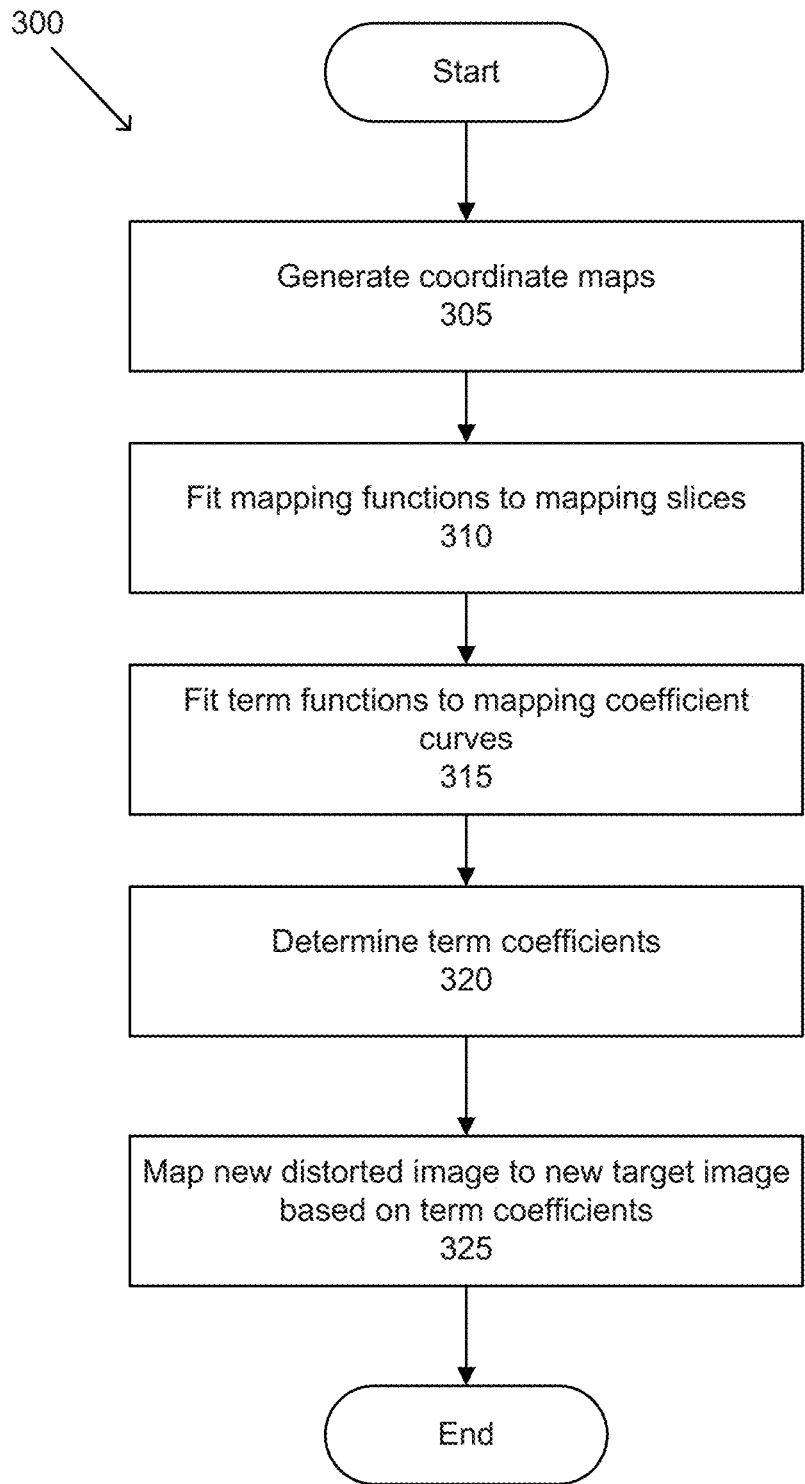 300
Start
Generate coordinate maps
305
Fit mapping functions to mapping slices
310
Fit term functions to mapping coefficient
curves
315
Determine term coefficients
320
Map new distorted image to new target image
based on term coefficients
325
End